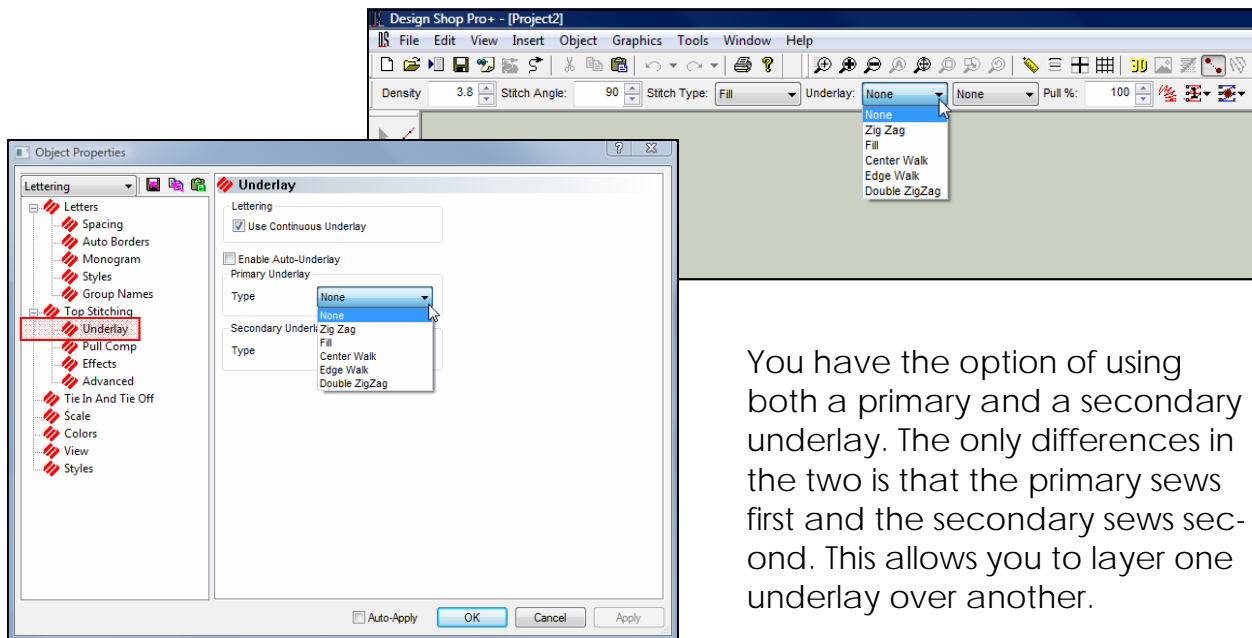 Design Shop Pro+ - [Project2]
File Edit View Insert Object Graphics Tools Window Help
3D
Density 3.8 Stitch Angle: 90 Stitch Type: Fill Underlay: None None Pull %: 100
None
Zig Zag
Fill
Center Walk
Edge Walk
Double ZigZag
Object Properties
Lettering
Letters
Spacing
Auto Borders
Monogram
Styles
Group Names
Top Stitching
Underlay
Pull Comp
Effects
Advanced
Tie In And Tie Off
Scale
Colors
View
Styles
Underlay
Lettering
Use Continuous Underlay
Enable Auto-Underlay
Primary Underlay
Type None
None
Zig Zag
Fill
Center Walk
Edge Walk
Double ZigZag
Secondary Underl
Type
Auto-Apply OK Cancel Apply
You have the option of using
both a primary and a secondary
underlay. The only differences in
the two is that the primary sews
first and the secondary sews sec-
ond. This allows you to layer one
underlay over another.